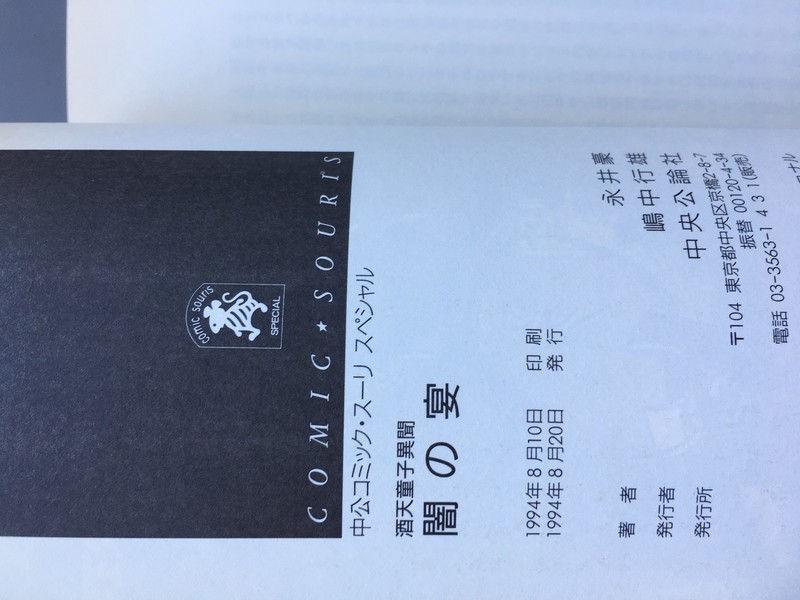 comic souris
SPECIAL
COMIC ★ SOURIS
中公コミック・スーリ スペシャル
酒天童子異聞
闇の宴
1994年8月10日 印刷
1994年8月20日 発行
著者 永井豪
発行者 嶋中行雄
発行所 中央公論社
〒104 東京都中央区京橋2-8-7
振替 00120-4-34
電話 03-3563-1431(販売)
ナル